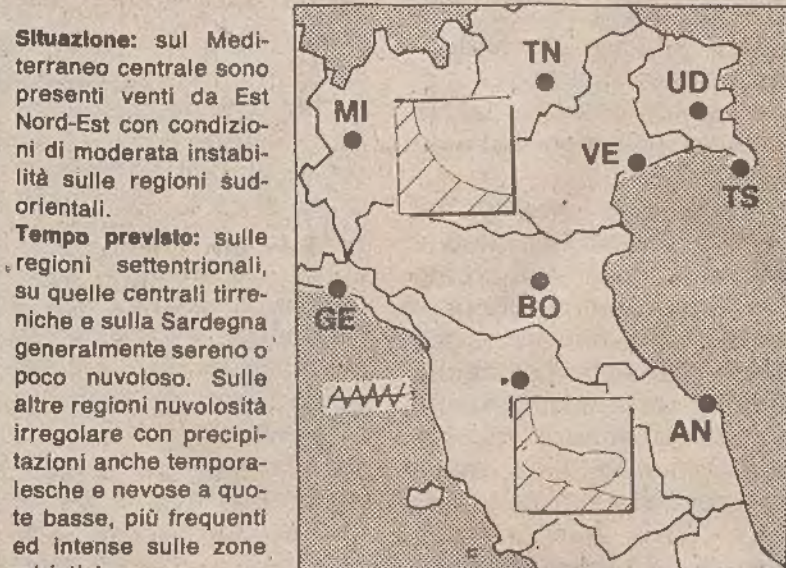 Situazione: sul Medi-
terraneo centrale sono
presenti venti da Est
Nord-Est con condizio-
ni di moderata instabi-
lità sulle regioni sud-
orientali.
Tempo previsto: sulle
regioni settentrionali,
su quelle centrali tirre-
niche e sulla Sardegna
generalmente sereno o
poco nuvoloso. Sulle
altre regioni nuvolosità
irregolare con precipi-
tazioni anche tempora-
lesche e nevose a quo-
te basse, più frequenti
ed intense sulle zone
TN
UD
MI
VE
TS
GE
BO
AN